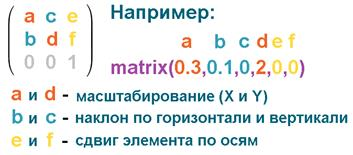 a c e
b d f
0 0 1
Например:
a b c d e f
matrix(0.3,0.1,0,2,0,0)
a и d - масштабирование (X и Y)
b и c - наклон по горизонтали и вертикали
e и f - сдвиг элемента по осям